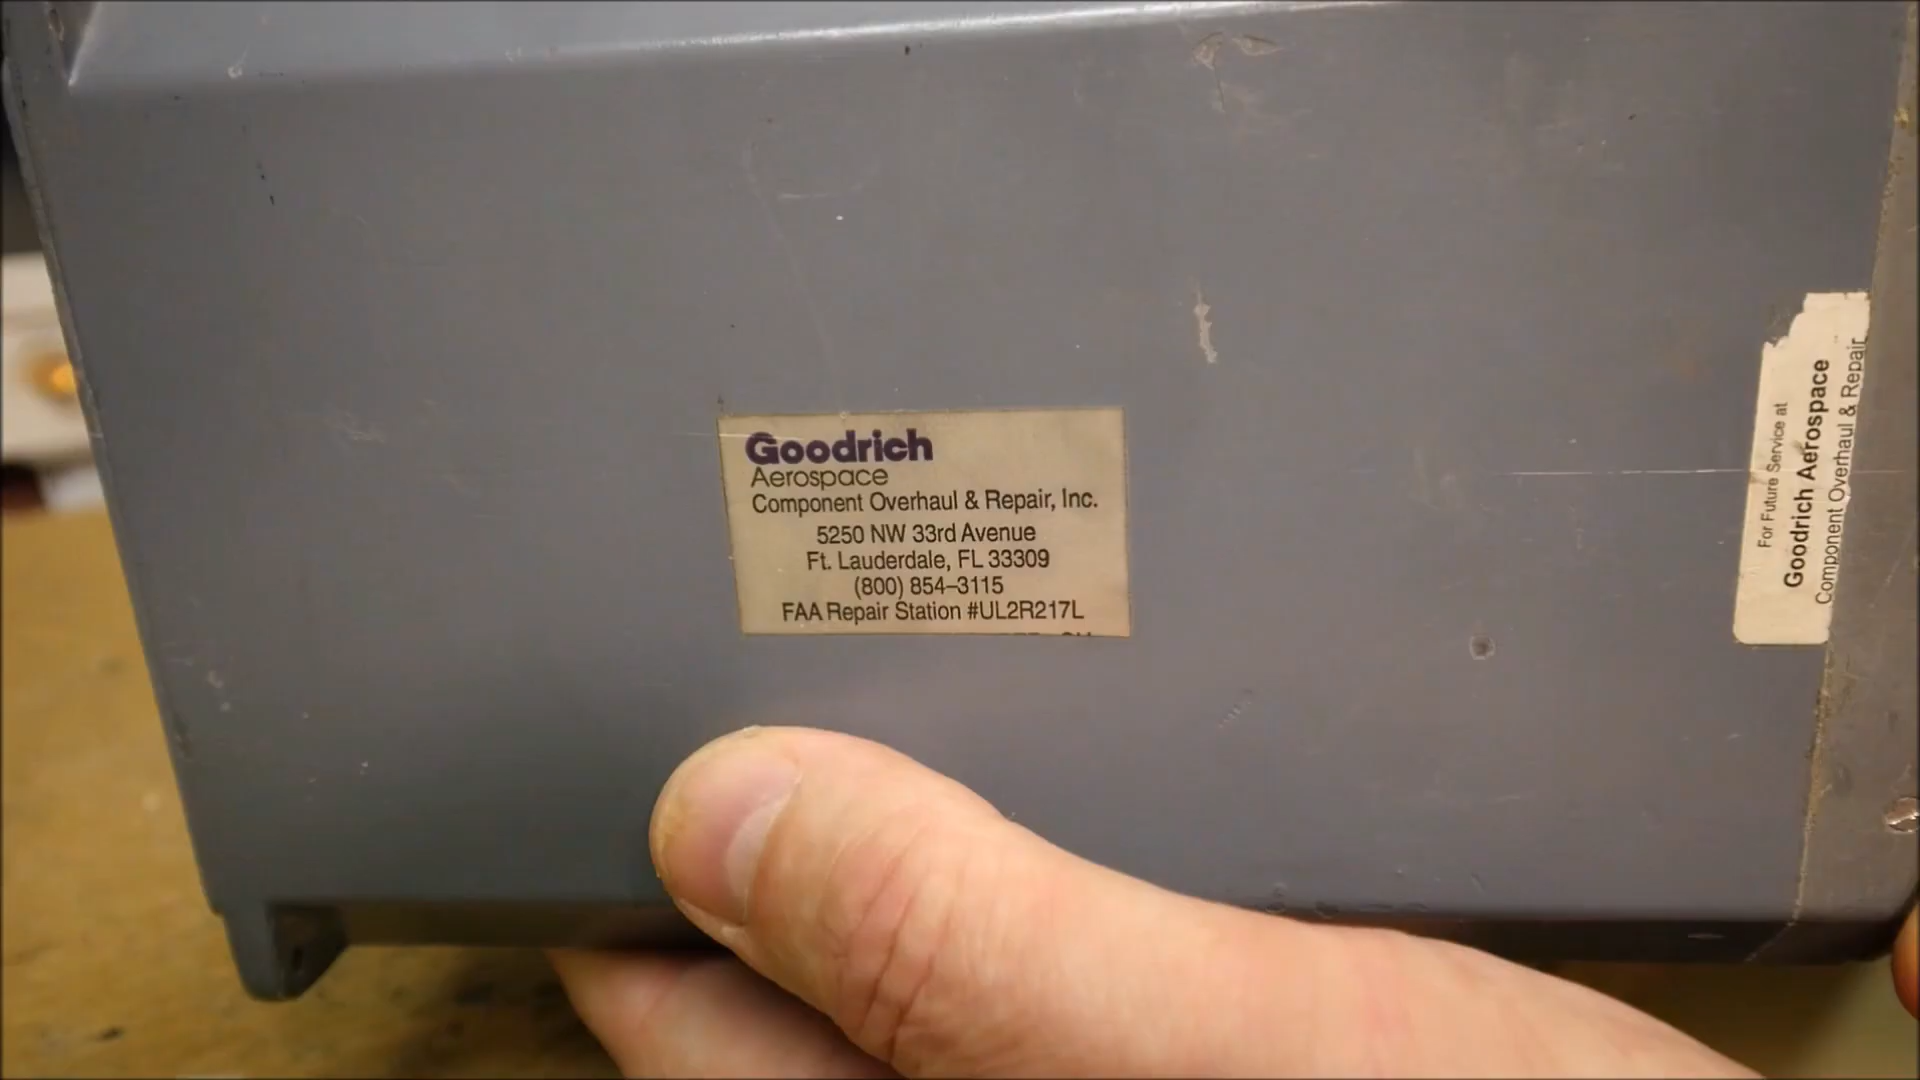 Goodrich
Aerospace
Component Overhaul & Repair, Inc.
5250 NW 33rd Avenue
Ft. Lauderdale, FL 33309
(800) 854–3115
FAA Repair Station #UL2R217L
For Future Service at
Goodrich Aerospace
Component Overhaul & Repair